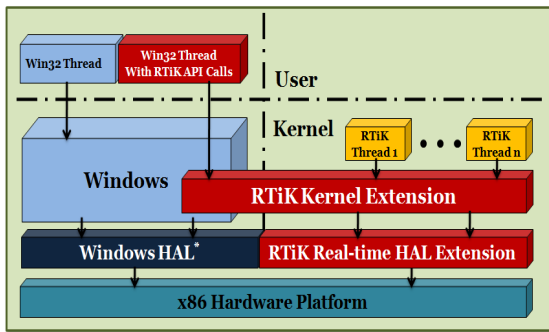 Win32 Thread
Win32 Thread
With RTiK API Calls
User
Kernel
RTiK
Thread 1
RTiK
Thread n
Windows
RTiK Kernel Extension
Windows HAL*
RTiK Real-time HAL Extension
x86 Hardware Platform